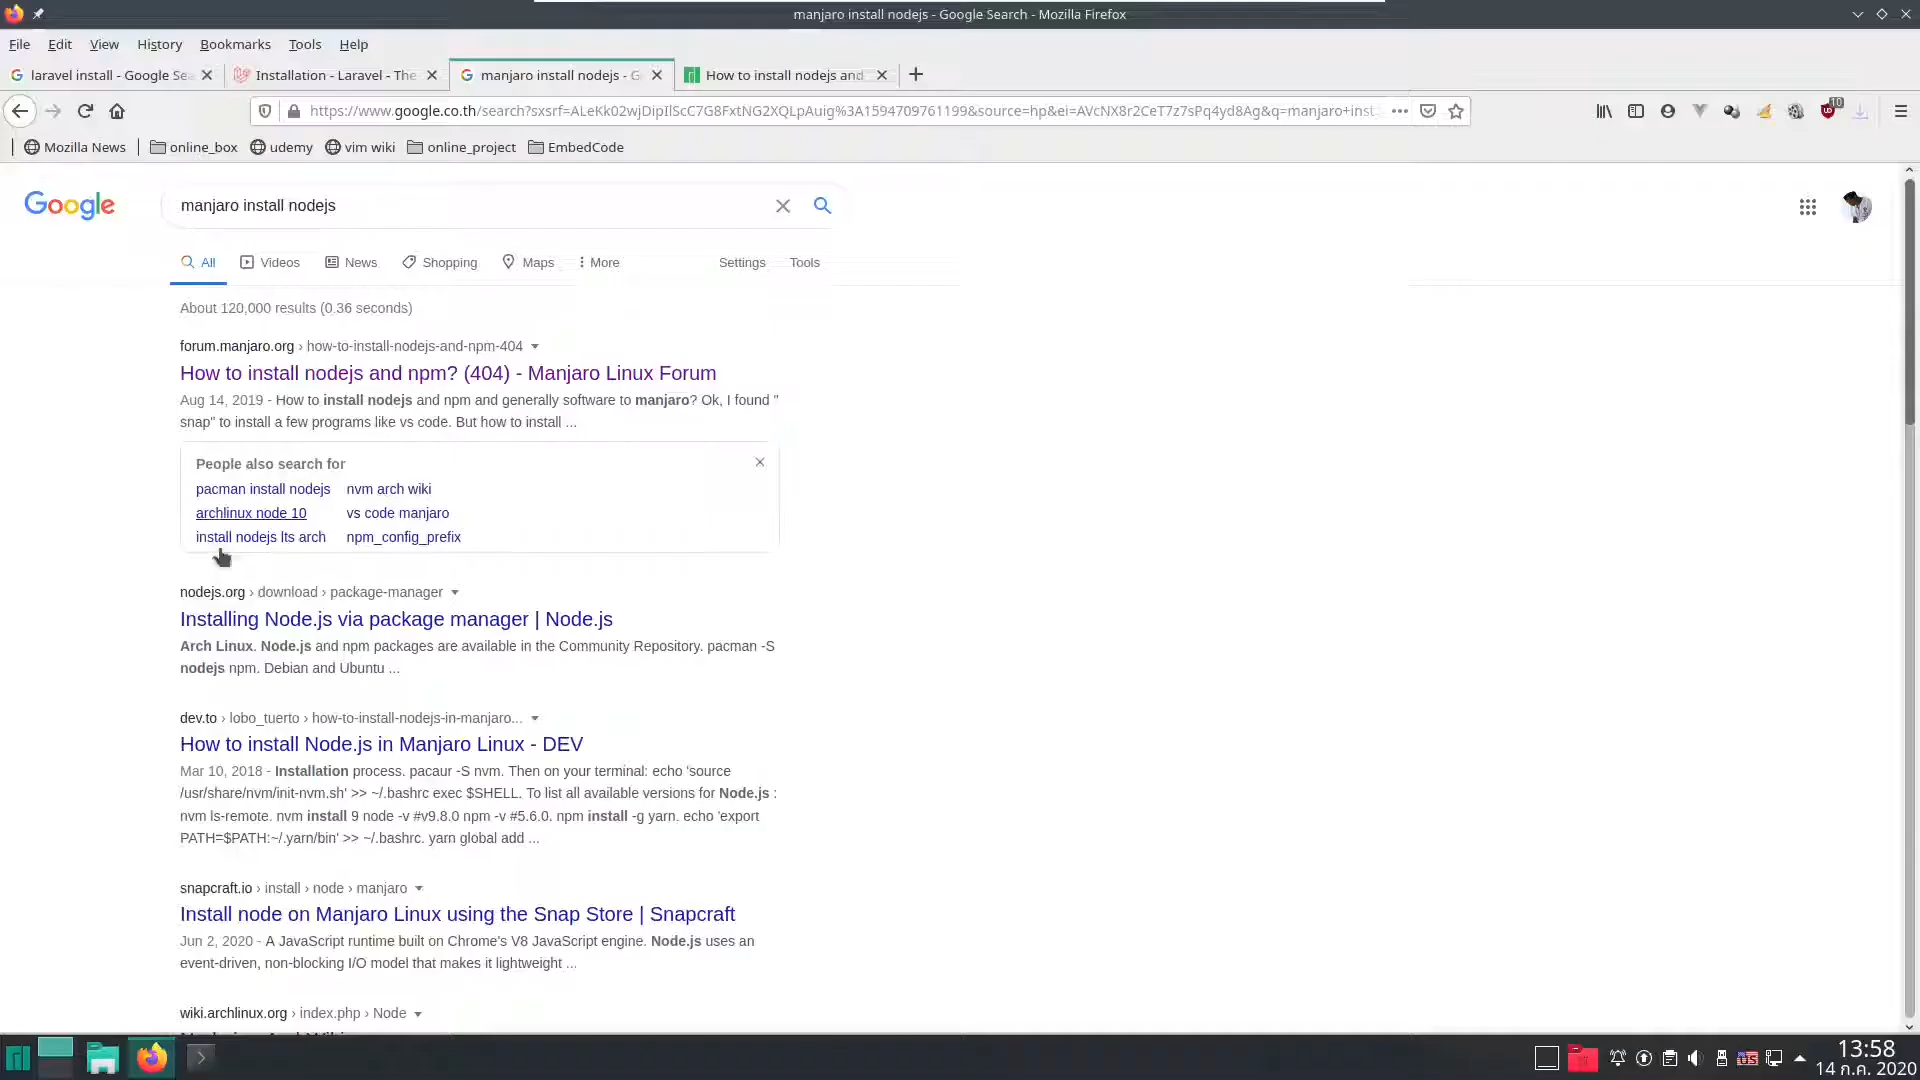 manjaro install nodejs - Google Search - Mozilla Firefox
File Edit View History Bookmarks Tools Help
laravel install - Google Sea
Installation - Laravel - The
manjaro install nodejs - G
How to install nodejs and
https://www.google.co.th/search?sxsrf=ALeKk02wjDipIlScC7G8FxtNG2XQLpAuig%3A1594709761199&source=hp&ei=AVcNX8r2CeT7z7sPq4yd8Ag&q=manjaro+inst
10
Mozilla News online_box udemy vim wiki online_project EmbedCode
Google
manjaro install nodejs
All Videos News Shopping Maps More Settings Tools
About 120,000 results (0.36 seconds)
forum.manjaro.org › how-to-install-nodejs-and-npm-404
How to install nodejs and npm? (404) - Manjaro Linux Forum
Aug 14, 2019 - How to install nodejs and npm and generally software to manjaro? Ok, I found "
snap" to install a few programs like vs code. But how to install ...
People also search for
pacman install nodejs nvm arch wiki
archlinux node 10 vs code manjaro
install nodejs lts arch npm_config_prefix
nodejs.org › download › package-manager
Installing Node.js via package manager | Node.js
Arch Linux. Node.js and npm packages are available in the Community Repository. pacman -S
nodejs npm. Debian and Ubuntu ...
dev.to › lobo_tuerto › how-to-install-nodejs-in-manjaro...
How to install Node.js in Manjaro Linux - DEV
Mar 10, 2018 - Installation process. pacaur -S nvm. Then on your terminal: echo 'source
/usr/share/nvm/init-nvm.sh' >> ~/.bashrc exec $SHELL. To list all available versions for Node.js :
nvm ls-remote. nvm install 9 node -v #v9.8.0 npm -v #5.6.0. npm install -g yarn. echo 'export
PATH=$PATH:~/.yarn/bin' >> ~/.bashrc. yarn global add ...
snapcraft.io › install › node › manjaro
Install node on Manjaro Linux using the Snap Store | Snapcraft
Jun 2, 2020 - A JavaScript runtime built on Chrome's V8 JavaScript engine. Node.js uses an
event-driven, non-blocking I/O model that makes it lightweight ...
wiki.archlinux.org › index.php › Node
US
13:58
14 ก.ค. 2020